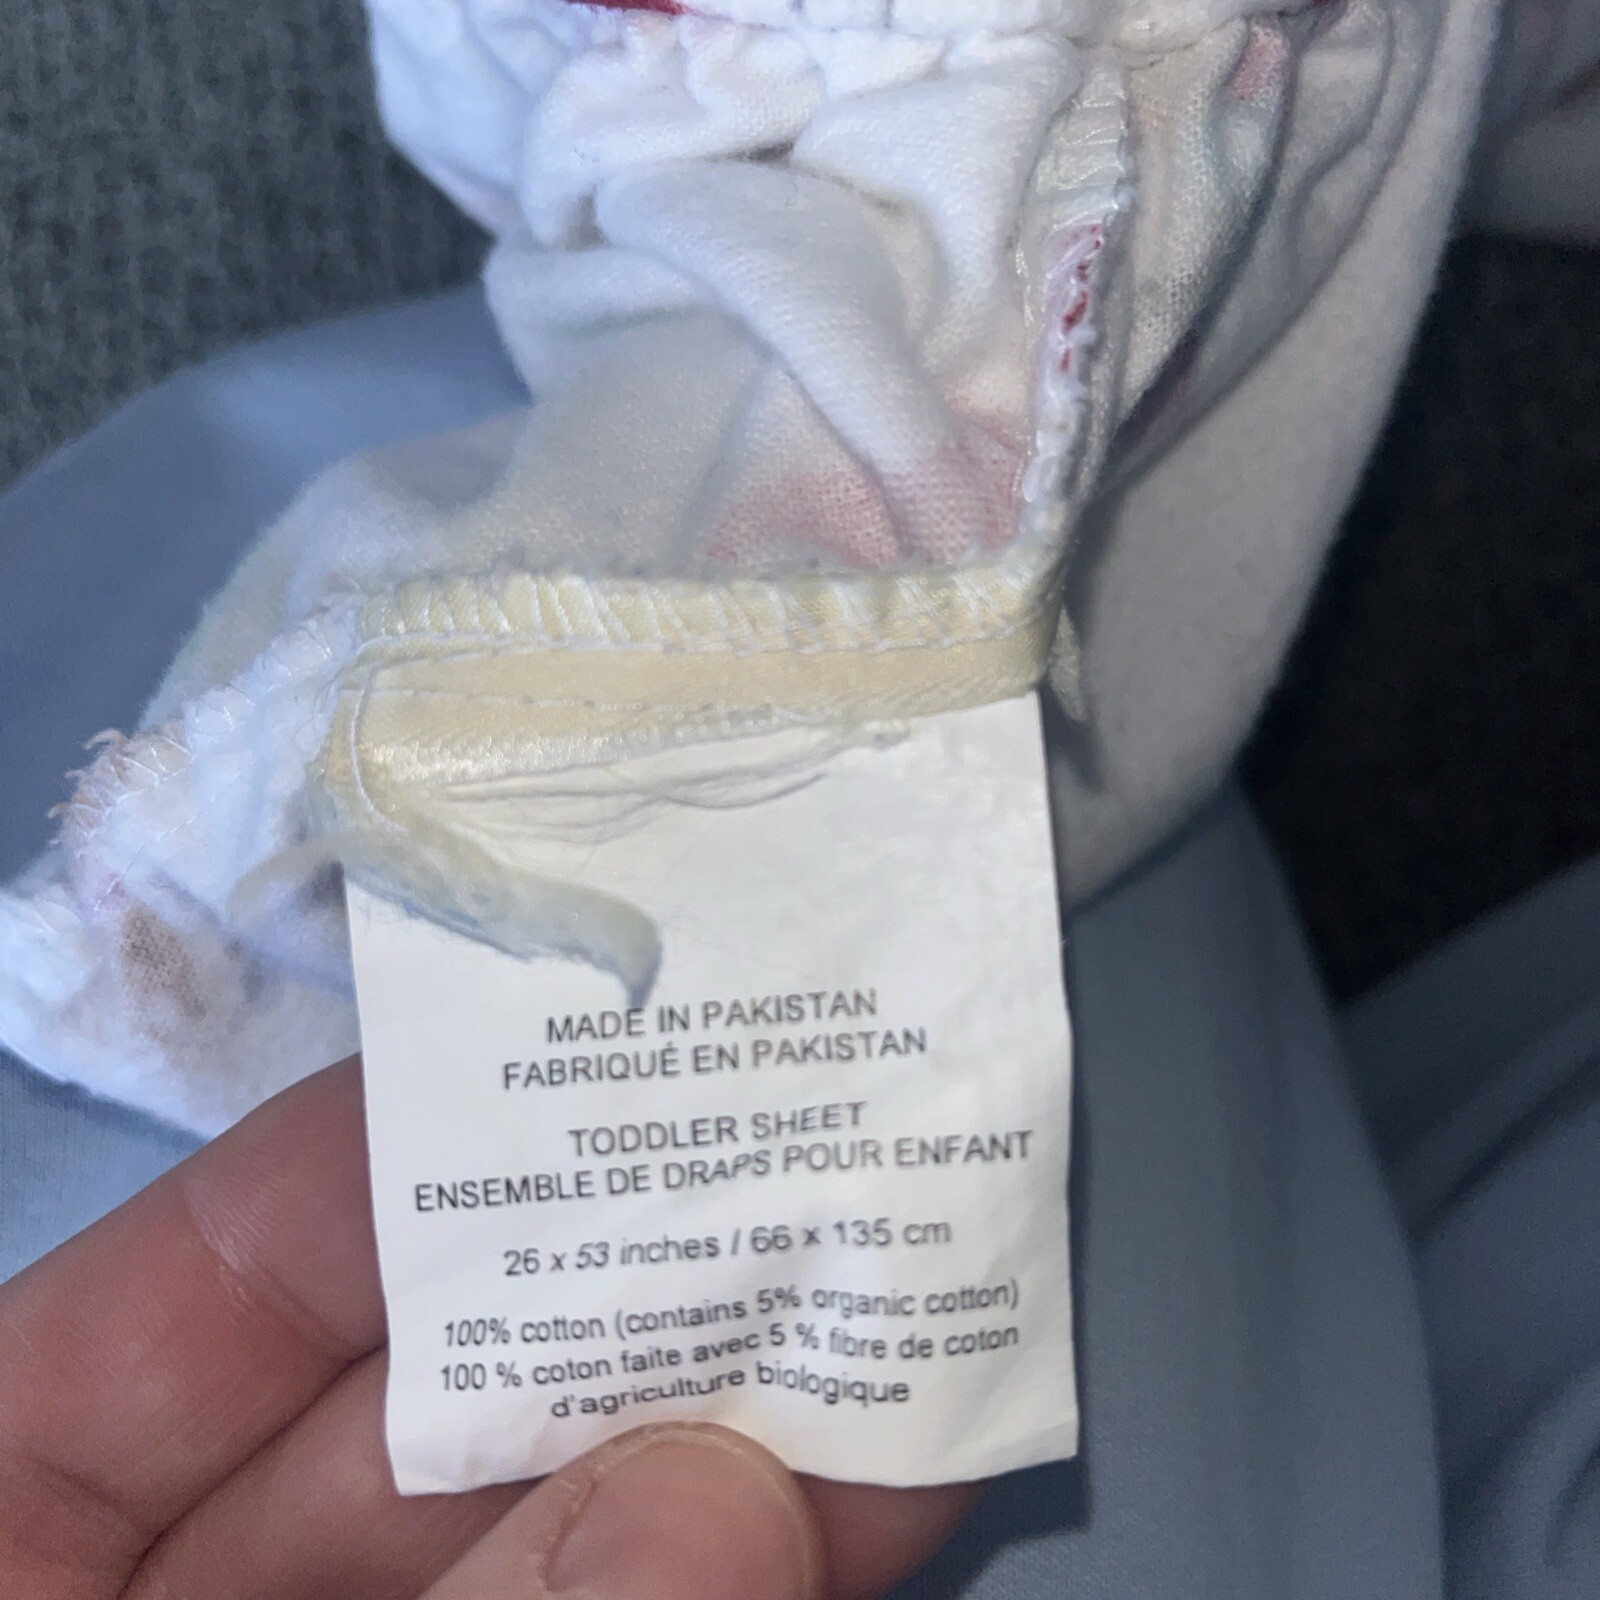 MADE IN PAKISTAN
FABRIQUÉ EN PAKISTAN
TODDLER SHEET
ENSEMBLE DE DRAPS POUR ENFANT
26 x 53 inches / 66 x 135 cm
100% cotton (contains 5% organic cotton)
100 % coton faite avec 5 % fibre de coton
d'agriculture biologique